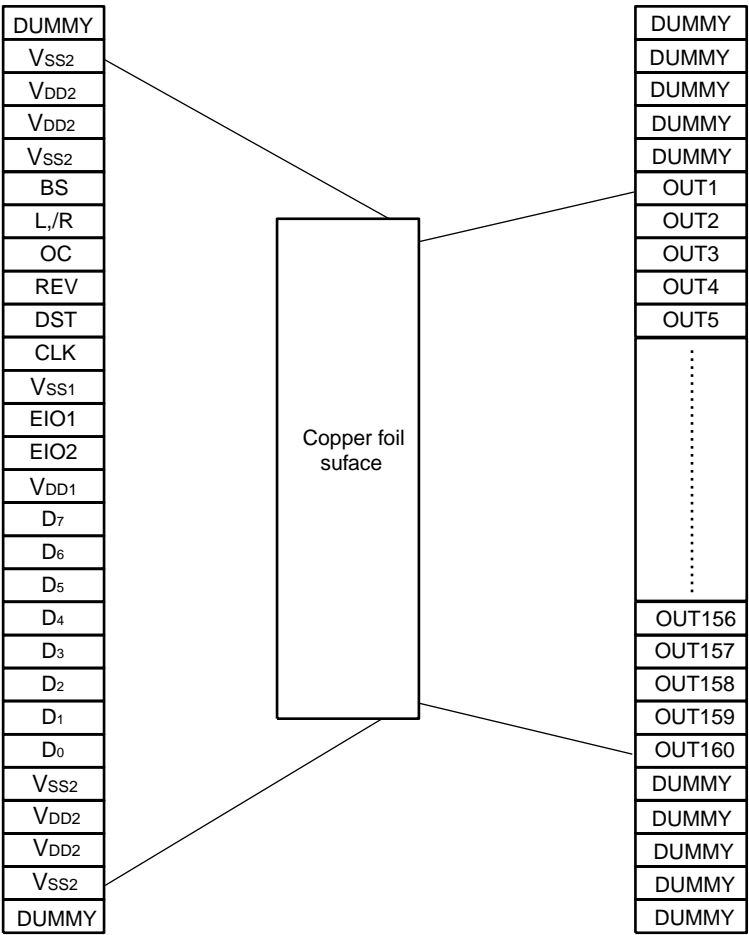 DUMMY
VSS2
VDD2
VDD2
VSS2
BS
L,/R
OC
REV
DST
CLK
VSS1
EIO1
EIO2
VDD1
D7
D6
D5
D4
D3
D2
D1
D0
VSS2
VDD2
VDD2
VSS2
DUMMY
Copper foil
suface
DUMMY
DUMMY
DUMMY
DUMMY
DUMMY
OUT1
OUT2
OUT3
OUT4
OUT5
OUT156
OUT157
OUT158
OUT159
OUT160
DUMMY
DUMMY
DUMMY
DUMMY
DUMMY